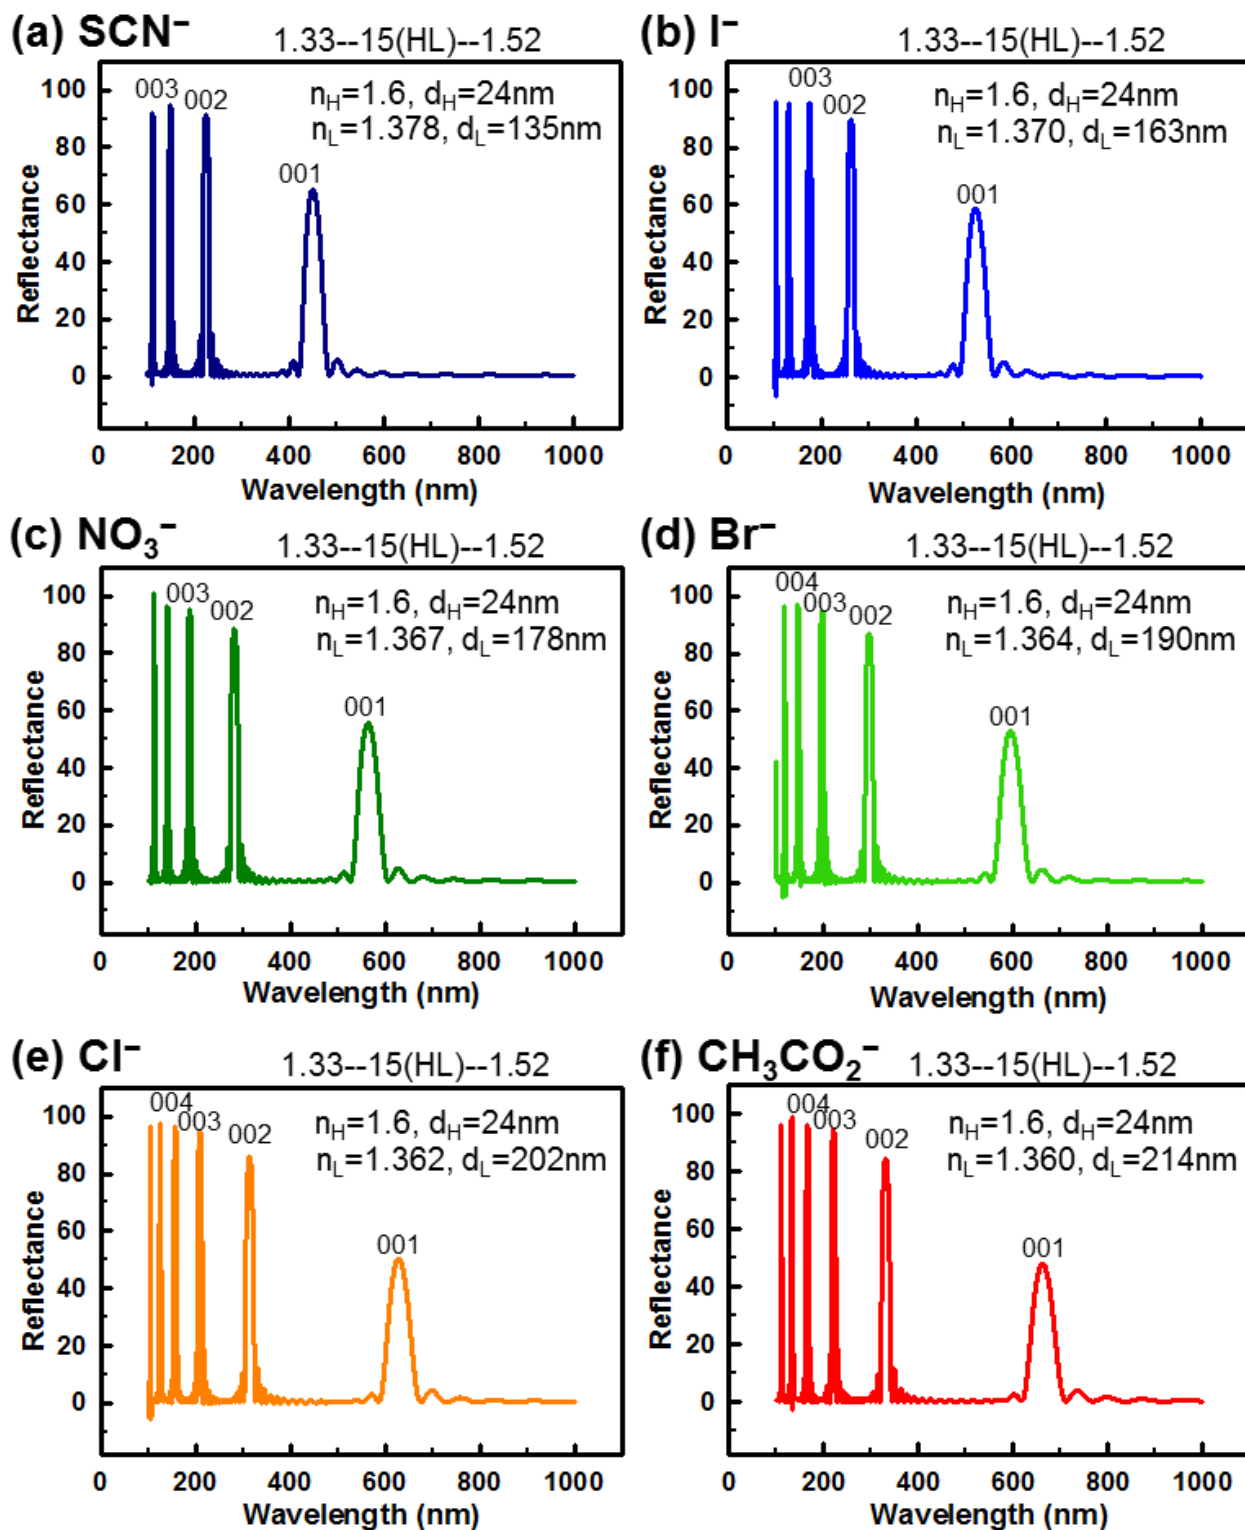 (a) SCN⁻ 1.33--15(HL)--1.52
003
002
001
n_H=1.6, d_H=24nm
n_L=1.378, d_L=135nm
Reflectance
100
80
60
40
20
0
0 200 400 600 800 1000
Wavelength (nm)
(b) I⁻ 1.33--15(HL)--1.52
003
002
001
n_H=1.6, d_H=24nm
n_L=1.370, d_L=163nm
Reflectance
100
80
60
40
20
0
0 200 400 600 800 1000
Wavelength (nm)
(c) NO₃⁻ 1.33--15(HL)--1.52
003
002
001
n_H=1.6, d_H=24nm
n_L=1.367, d_L=178nm
Reflectance
100
80
60
40
20
0
0 200 400 600 800 1000
Wavelength (nm)
(d) Br⁻ 1.33--15(HL)--1.52
004
003
002
001
n_H=1.6, d_H=24nm
n_L=1.364, d_L=190nm
Reflectance
100
80
60
40
20
0
0 200 400 600 800 1000
Wavelength (nm)
(e) Cl⁻ 1.33--15(HL)--1.52
004
003
002
001
n_H=1.6, d_H=24nm
n_L=1.362, d_L=202nm
Reflectance
100
80
60
40
20
0
0 200 400 600 800 1000
Wavelength (nm)
(f) CH₃CO₂⁻ 1.33--15(HL)--1.52
004
003
002
001
n_H=1.6, d_H=24nm
n_L=1.360, d_L=214nm
Reflectance
100
80
60
40
20
0
0 200 400 600 800 1000
Wavelength (nm)